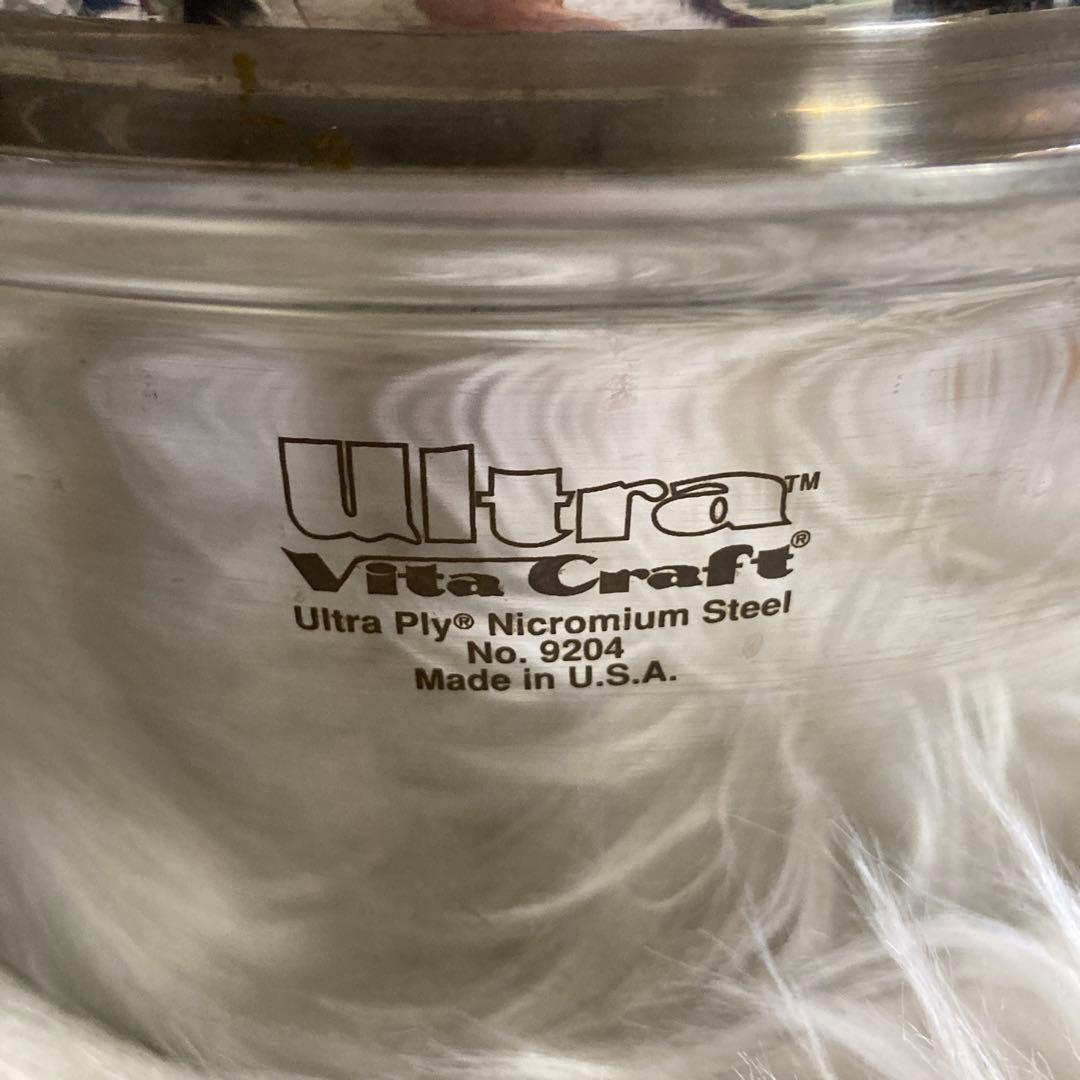 ultra™
Vita Craft®
Ultra Ply® Nicromium Steel
No. 9204
Made in U.S.A.